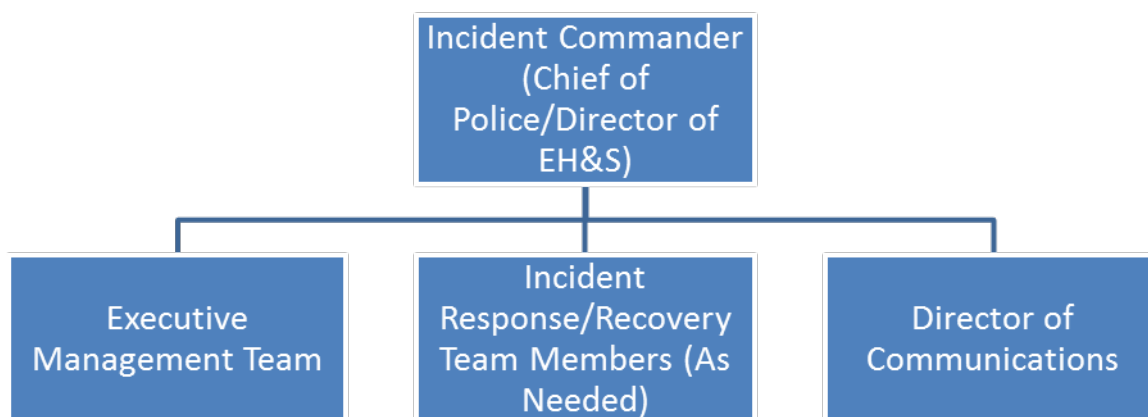 Incident Commander
(Chief of
Police/Director of
EH&S)
Executive
Management Team
Incident
Response/Recovery
Team Members (As
Needed)
Director of
Communications